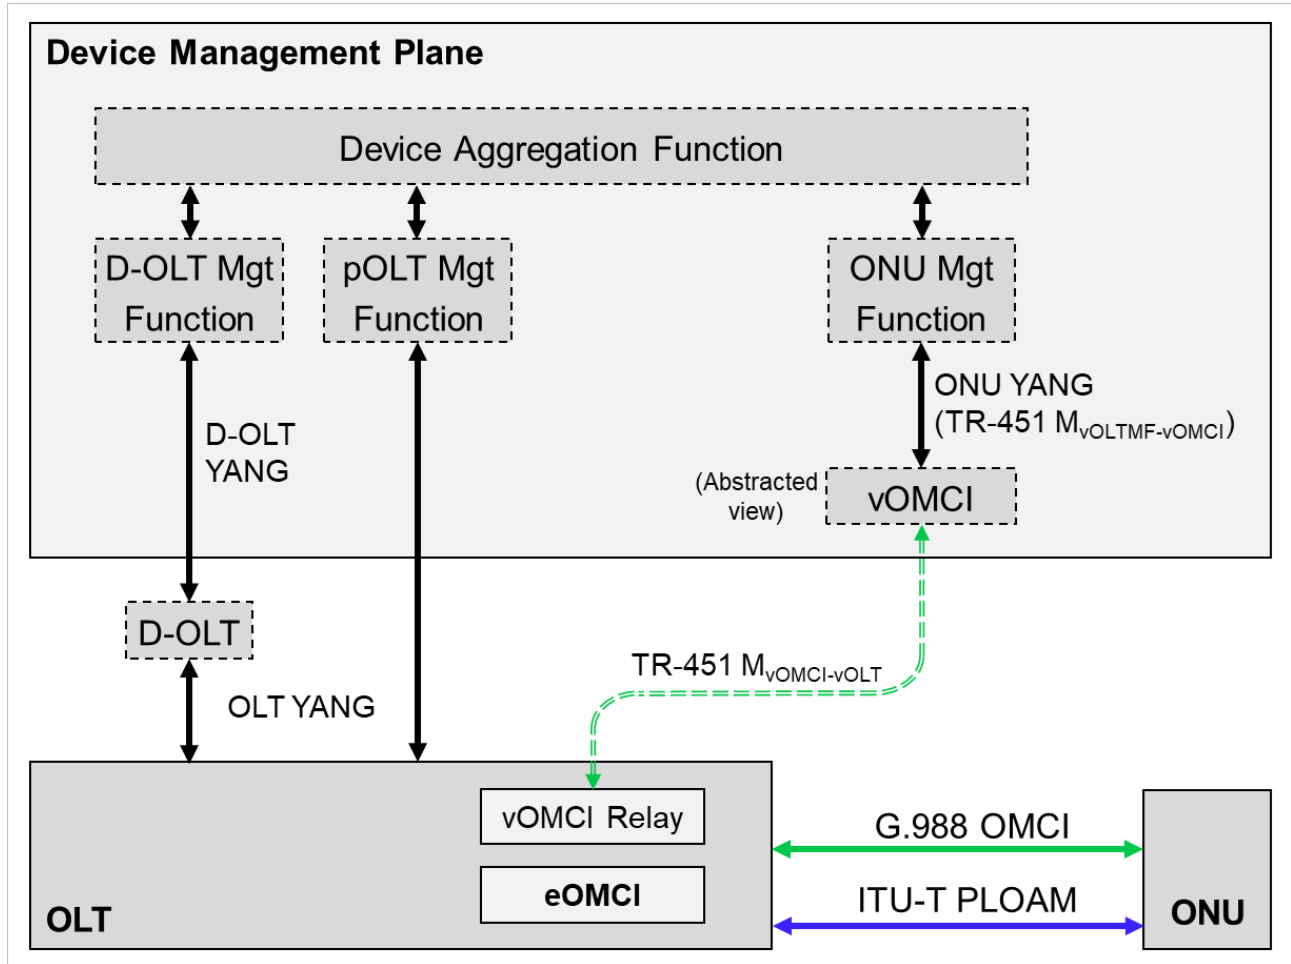 Device Management Plane
Device Aggregation Function
D-OLT Mgt
Function
pOLT Mgt
Function
ONU Mgt
Function
D-OLT
YANG
ONU YANG
(TR-451 MvOLTMF-vOMCI)
(Abstracted
view)
vOMCI
D-OLT
TR-451 MvOMCI-vOLT
OLT YANG
vOMCI Relay
eOMCI
OLT
G.988 OMCI
ITU-T PLOAM
ONU